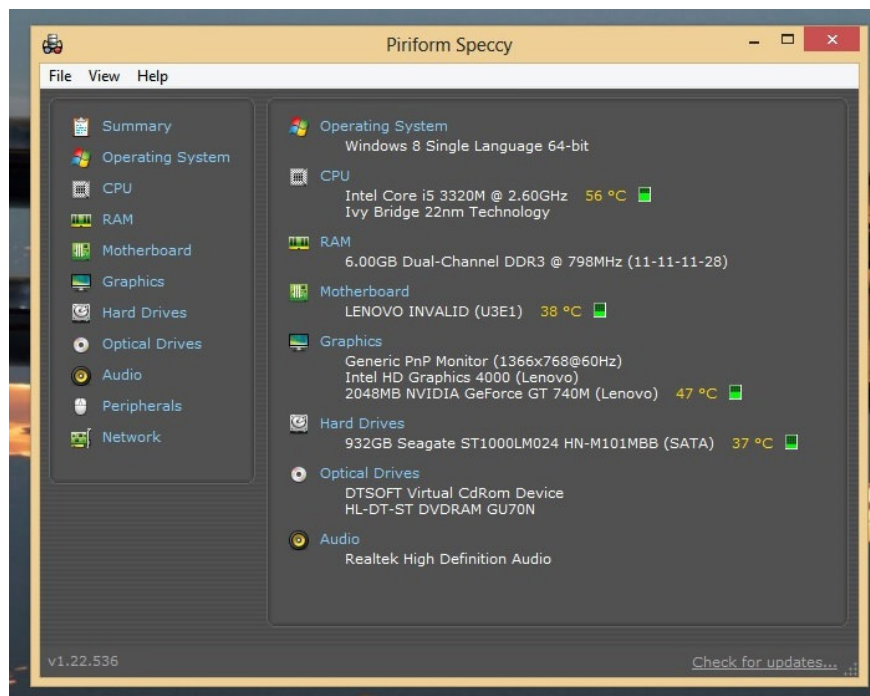 Piriform Speccy
File View Help
Summary
Operating System
CPU
RAM
Motherboard
Graphics
Hard Drives
Optical Drives
Audio
Peripherals
Network
Operating System
Windows 8 Single Language 64-bit
CPU
Intel Core i5 3320M @ 2.60GHz 56 °C
Ivy Bridge 22nm Technology
RAM
6.00GB Dual-Channel DDR3 @ 798MHz (11-11-11-28)
Motherboard
LENOVO INVALID (U3E1) 38 °C
Graphics
Generic PnP Monitor (1366x768@60Hz)
Intel HD Graphics 4000 (Lenovo)
2048MB NVIDIA GeForce GT 740M (Lenovo) 47 °C
Hard Drives
932GB Seagate ST1000LM024 HN-M101MBB (SATA) 37 °C
Optical Drives
DTSOFT Virtual CdRom Device
HL-DT-ST DVDRAM GU70N
Audio
Realtek High Definition Audio
v1.22.536
Check for updates...